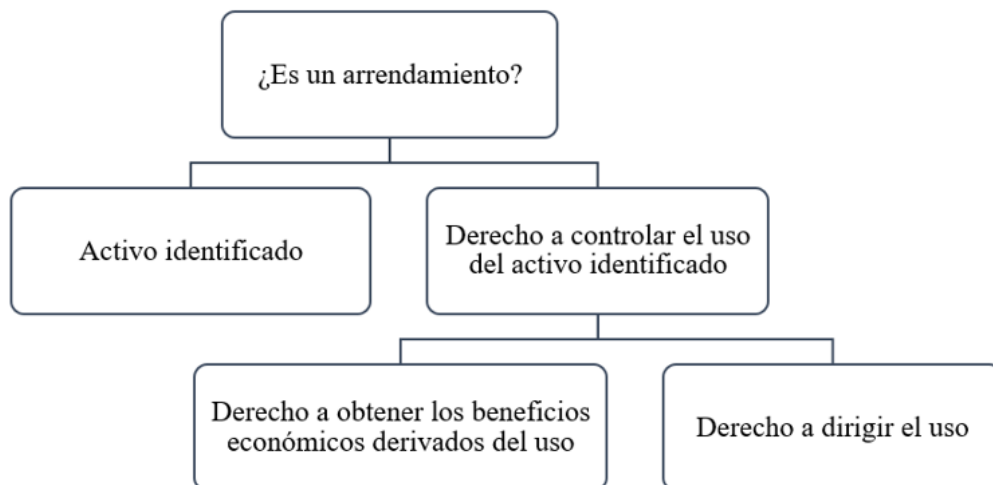 ¿Es un arrendamiento?
Activo identificado
Derecho a controlar el uso
del activo identificado
Derecho a obtener los beneficios
económicos derivados del uso
Derecho a dirigir el uso